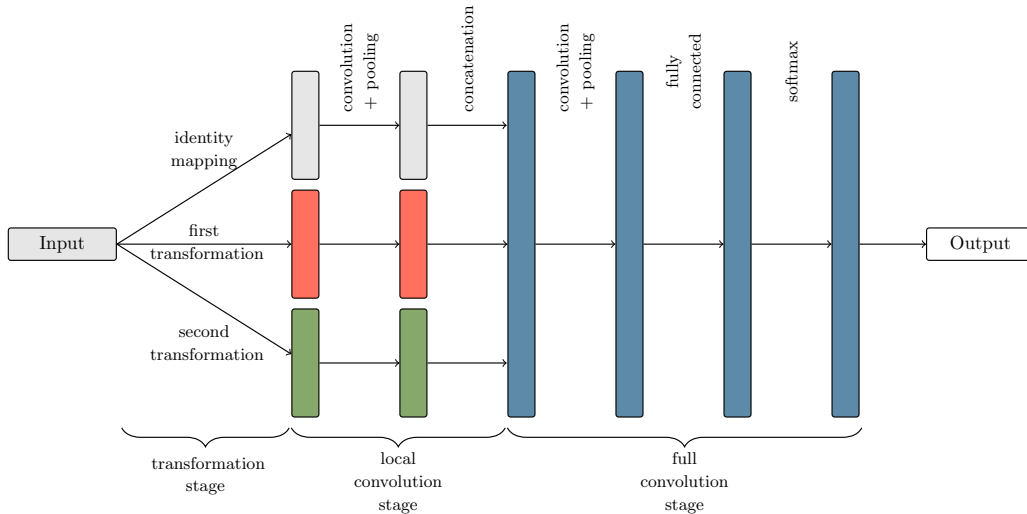 convolution
+ pooling
concatenation
convolution
+ pooling
fully
connected
softmax
identity
mapping
Input
first
transformation
Output
second
transformation
transformation
stage
local
convolution
stage
full
convolution
stage